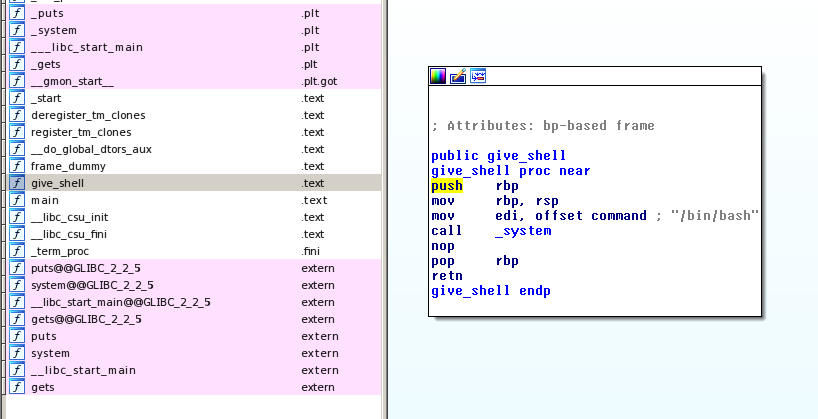 _puts .plt
_system .plt
___libc_start_main .plt
_gets .plt
__gmon_start__ .plt.got
_start .text
deregister_tm_clones .text
register_tm_clones .text
__do_global_dtors_aux .text
frame_dummy .text
give_shell .text
main .text
__libc_csu_init .text
__libc_csu_fini .text
_term_proc .fini
puts@@GLIBC_2_2_5 extern
system@@GLIBC_2_2_5 extern
__libc_start_main@@GLIBC_2_2_5 extern
gets@@GLIBC_2_2_5 extern
puts extern
system extern
__libc_start_main extern
gets extern
; Attributes: bp-based frame
public give_shell
give_shell proc near
push rbp
mov rbp, rsp
mov edi, offset command ; "/bin/bash"
call _system
nop
pop rbp
retn
give_shell endp